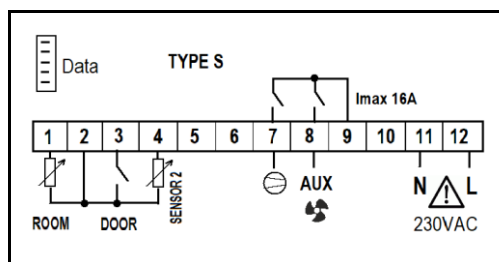 Data
TYPE S
Imax 16A
1 2 3 4 5 6 7 8 9 10 11 12
ROOM
DOOR
SENSOR 2
AUX
N
L
230VAC